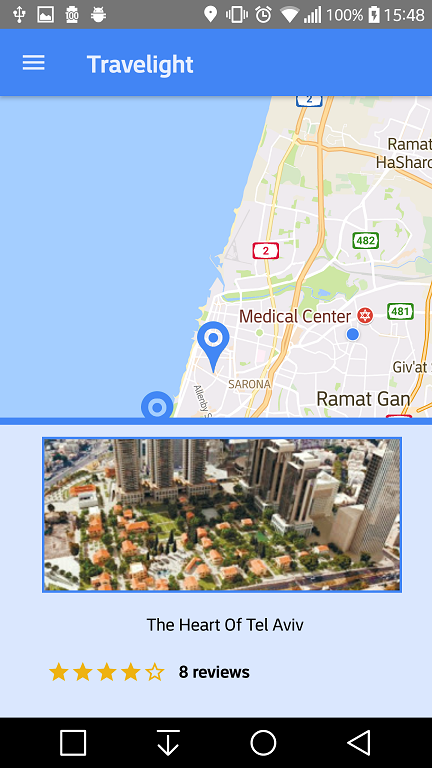 100% 15:48
Travelight
2
Ramat
HaSharo
482
2
Medical Center
481
Giv'at
SARONA
Allenby S
Ramat Gan
The Heart Of Tel Aviv
8 reviews